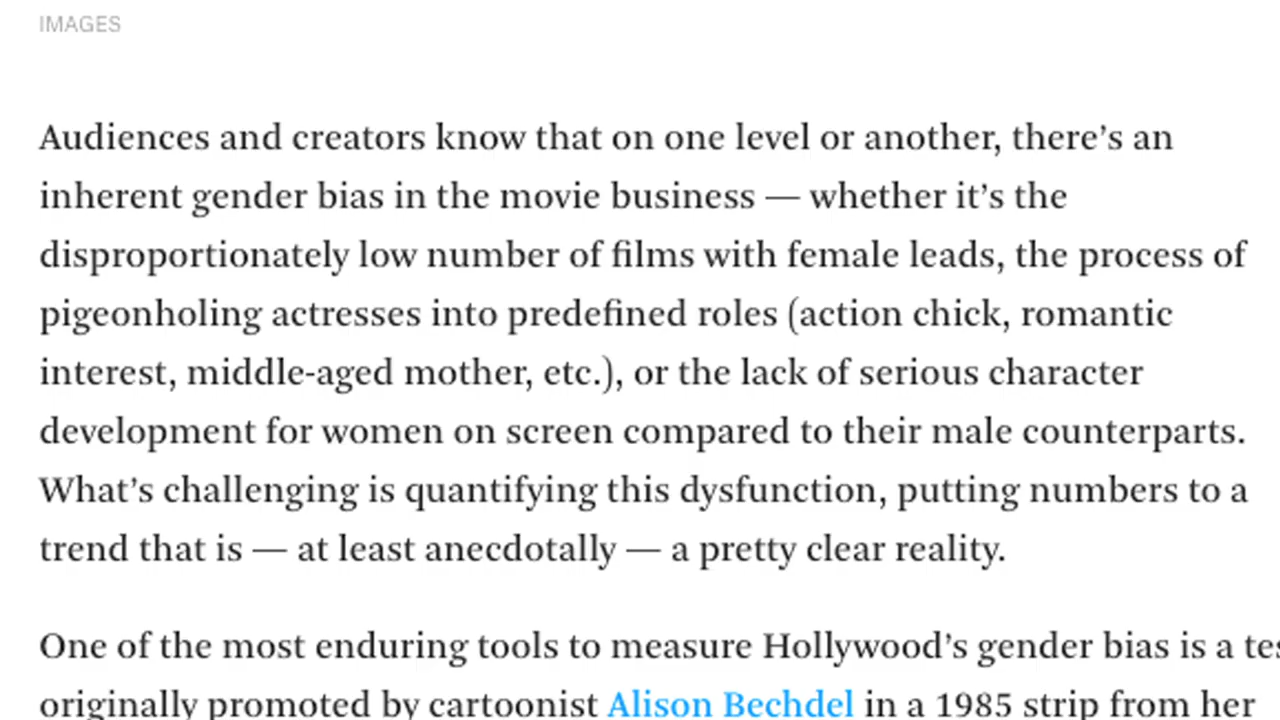 IMAGES
Audiences and creators know that on one level or another, there’s an
inherent gender bias in the movie business — whether it’s the
disproportionately low number of films with female leads, the process of
pigeonholing actresses into predefined roles (action chick, romantic
interest, middle-aged mother, etc.), or the lack of serious character
development for women on screen compared to their male counterparts.
What’s challenging is quantifying this dysfunction, putting numbers to a
trend that is — at least anecdotally — a pretty clear reality.
One of the most enduring tools to measure Hollywood’s gender bias is a
originally promoted by cartoonist Alison Bechdel in a 1985 strip from her